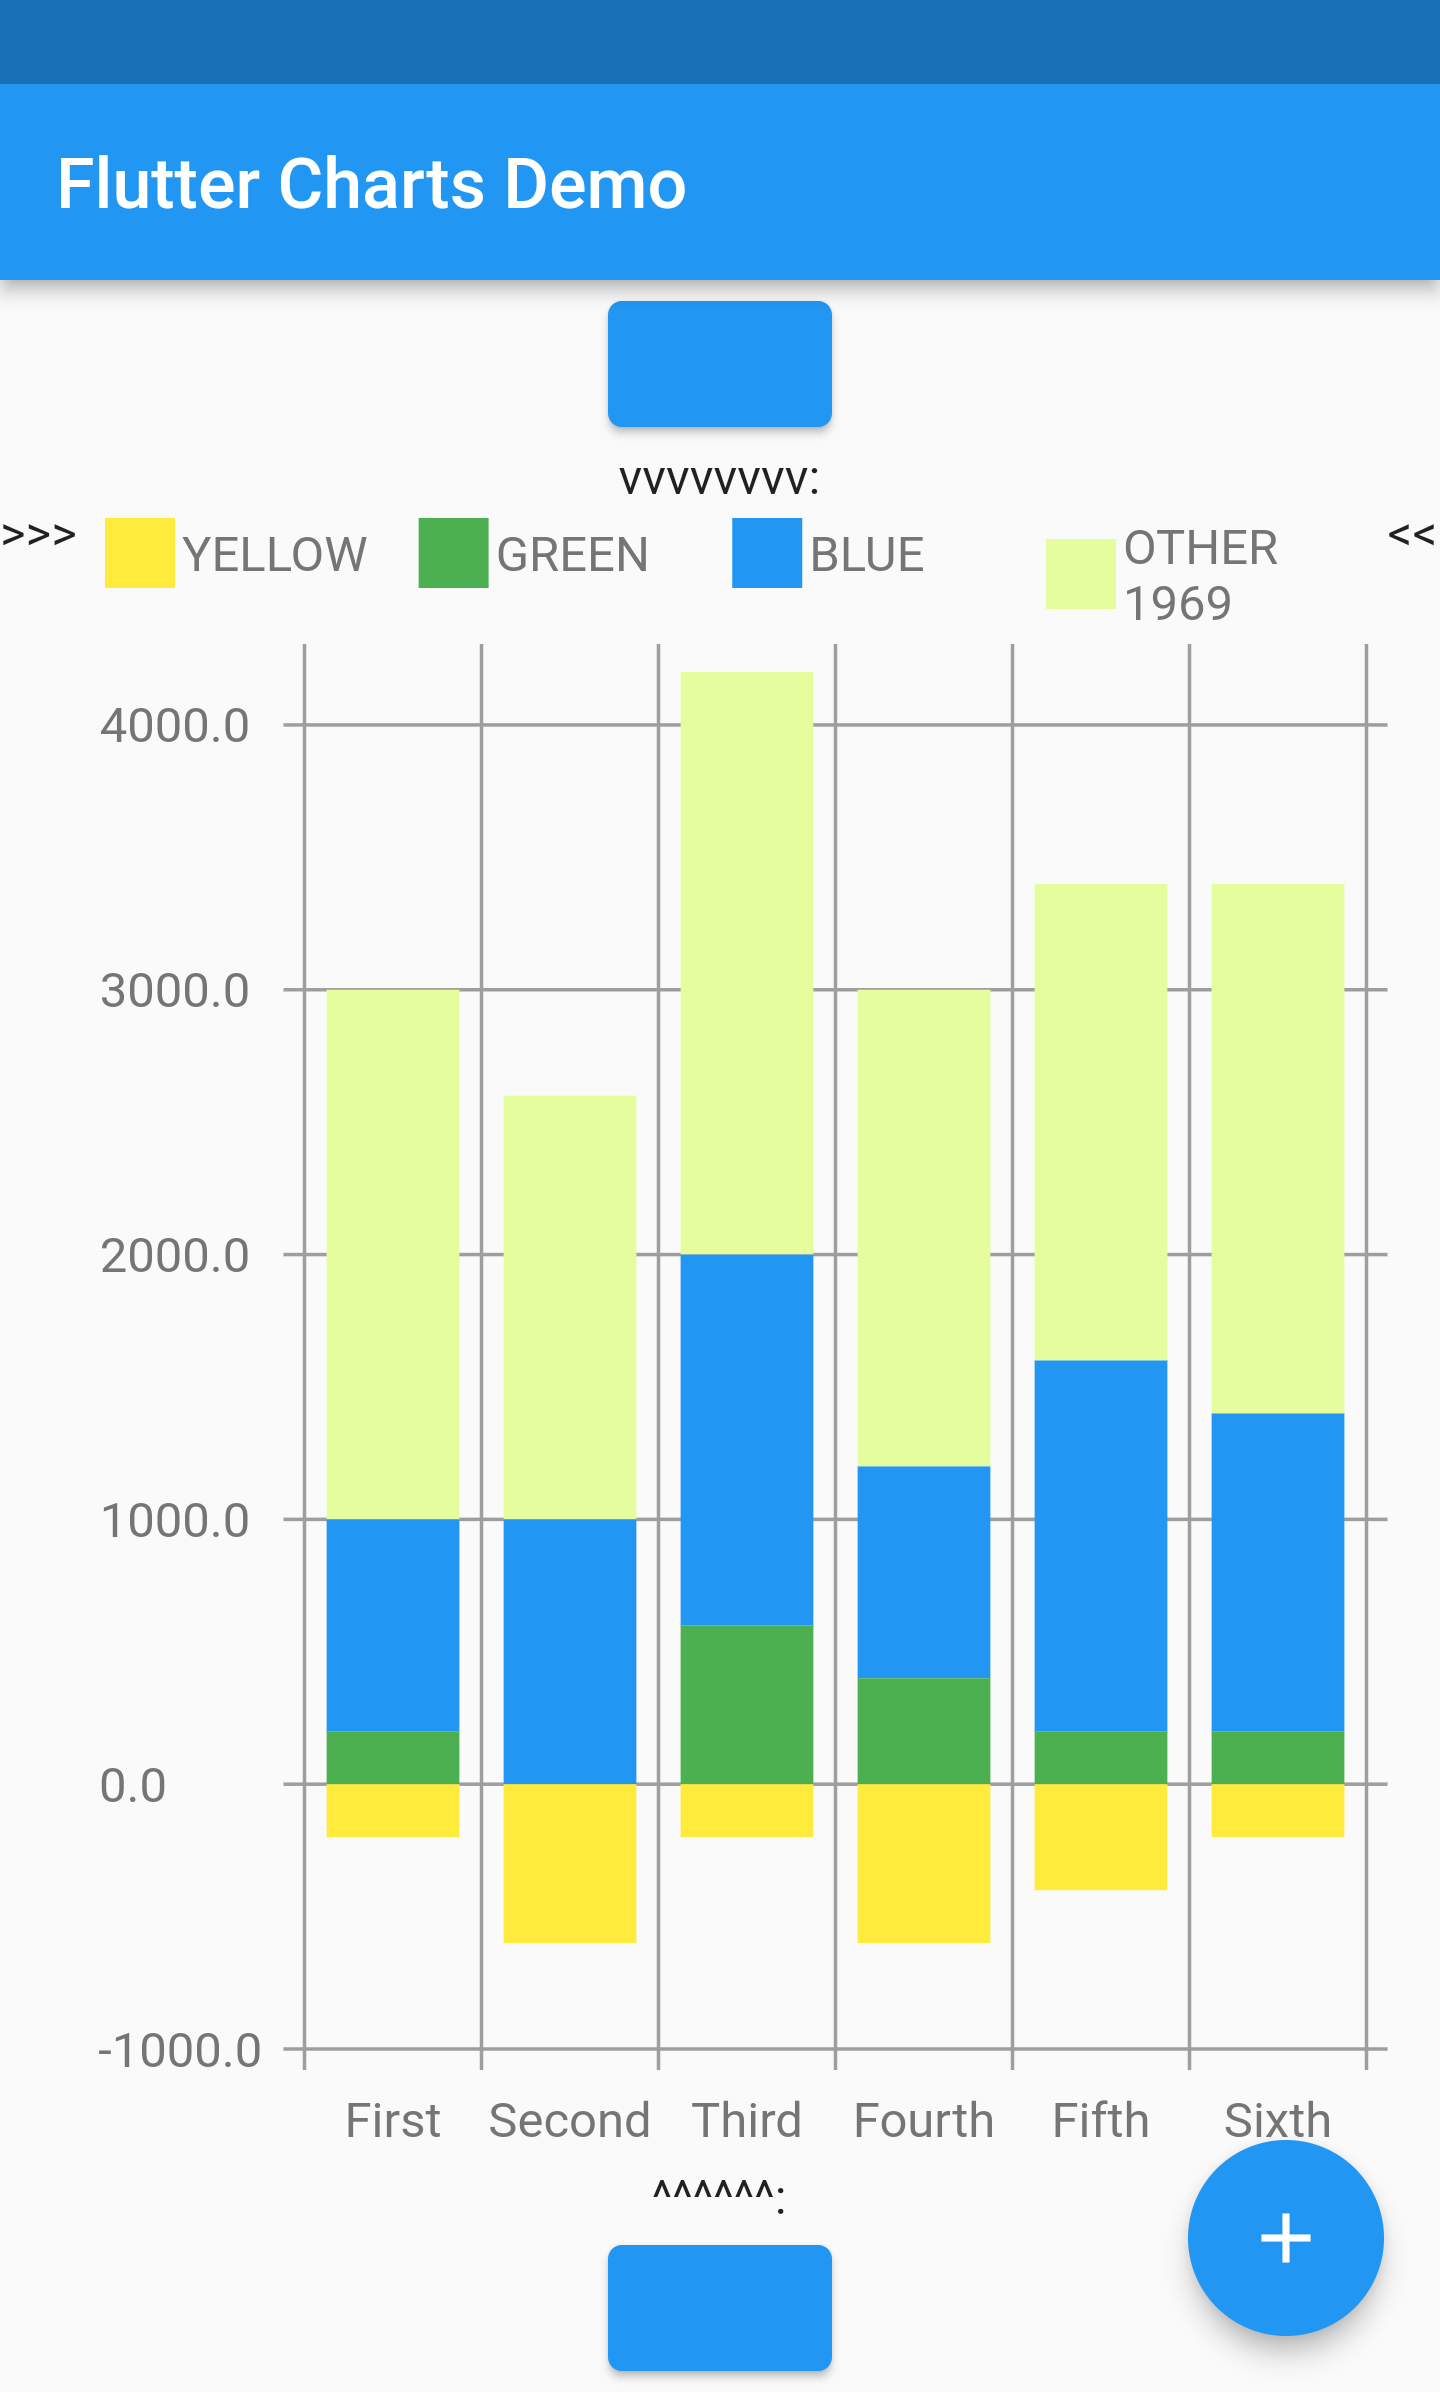 Flutter Charts Demo
vvvvvvvv:
>>> YELLOW GREEN BLUE OTHER 1969 <<
4000.0
3000.0
2000.0
1000.0
0.0
-1000.0
First Second Third Fourth Fifth Sixth
^^^^^^:
+